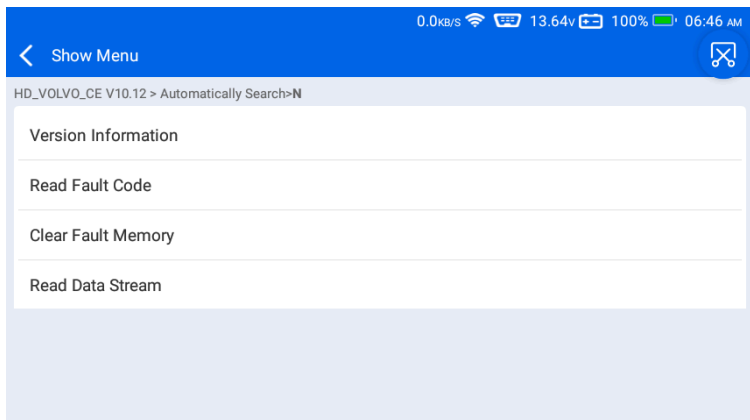 0.0KB/S 13.64V 100% 06:46 AM
Show Menu
HD_VOLVO_CE V10.12 > Automatically Search>N
Version Information
Read Fault Code
Clear Fault Memory
Read Data Stream